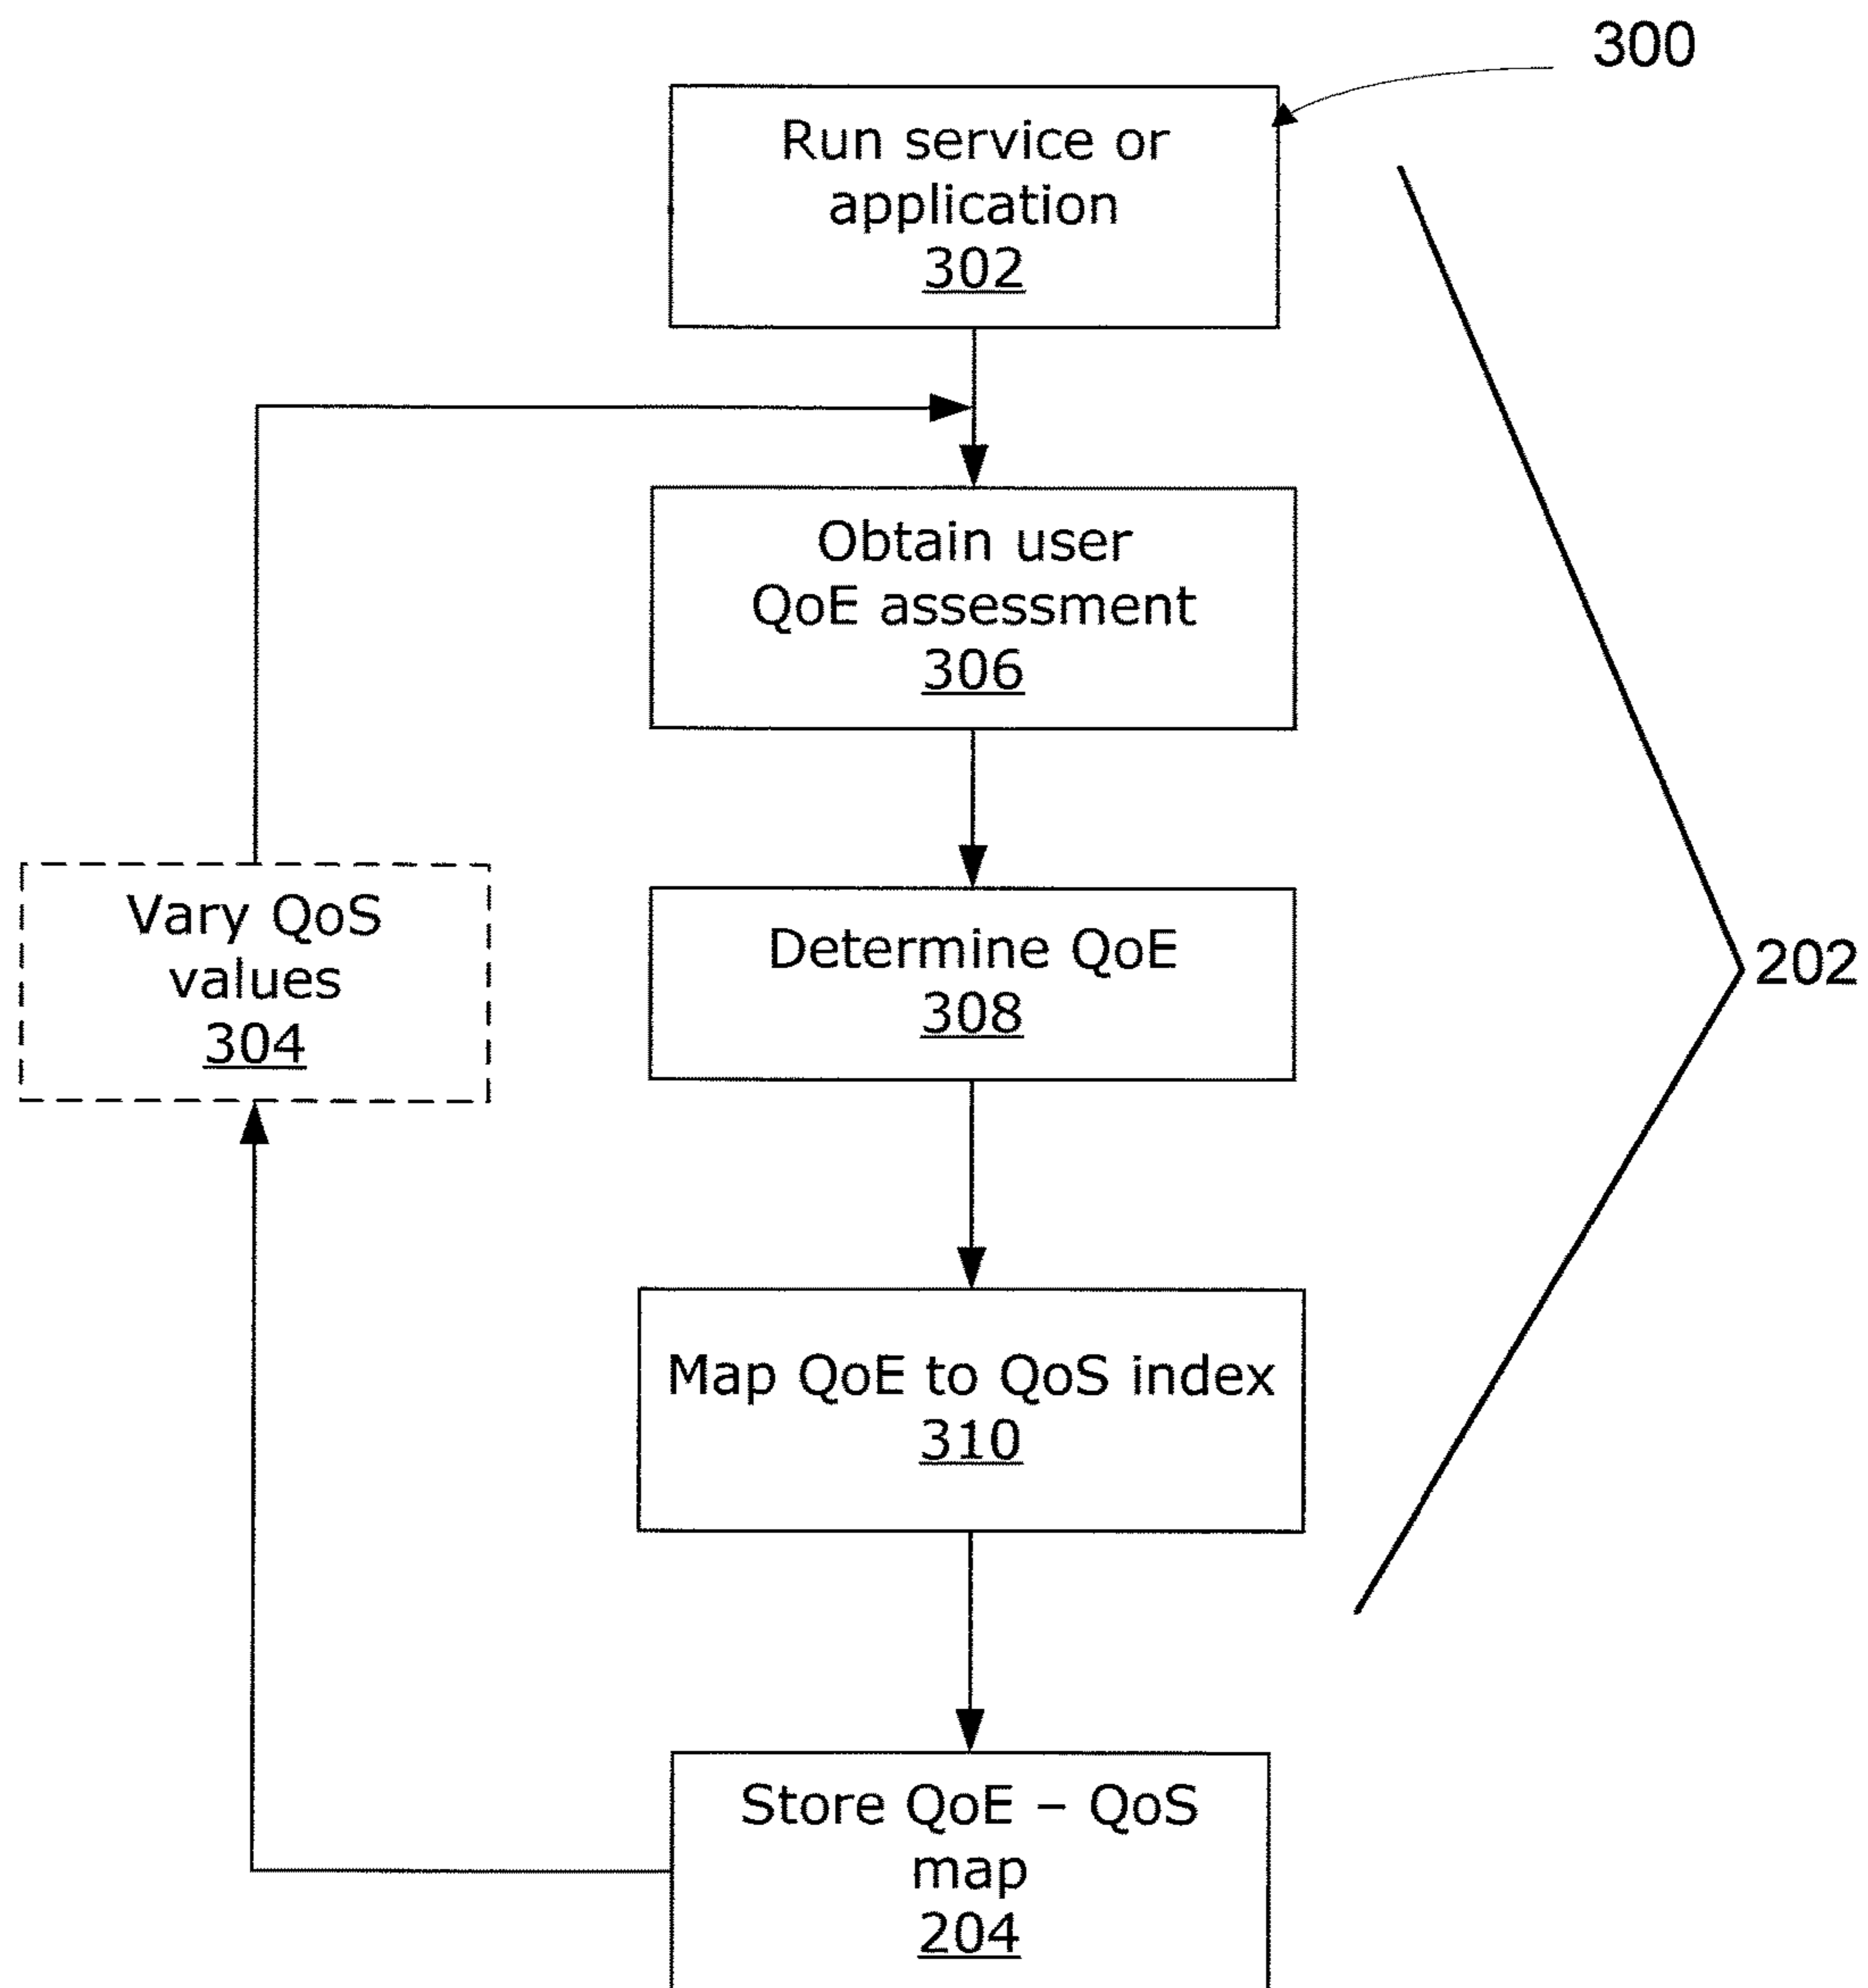 300
Run service or
application
302
Obtain user
QoE assessment
306
Vary QoS
values
304
Determine QoE
308
202
Map QoE to QoS index
310
Store QoE – QoS
map
204